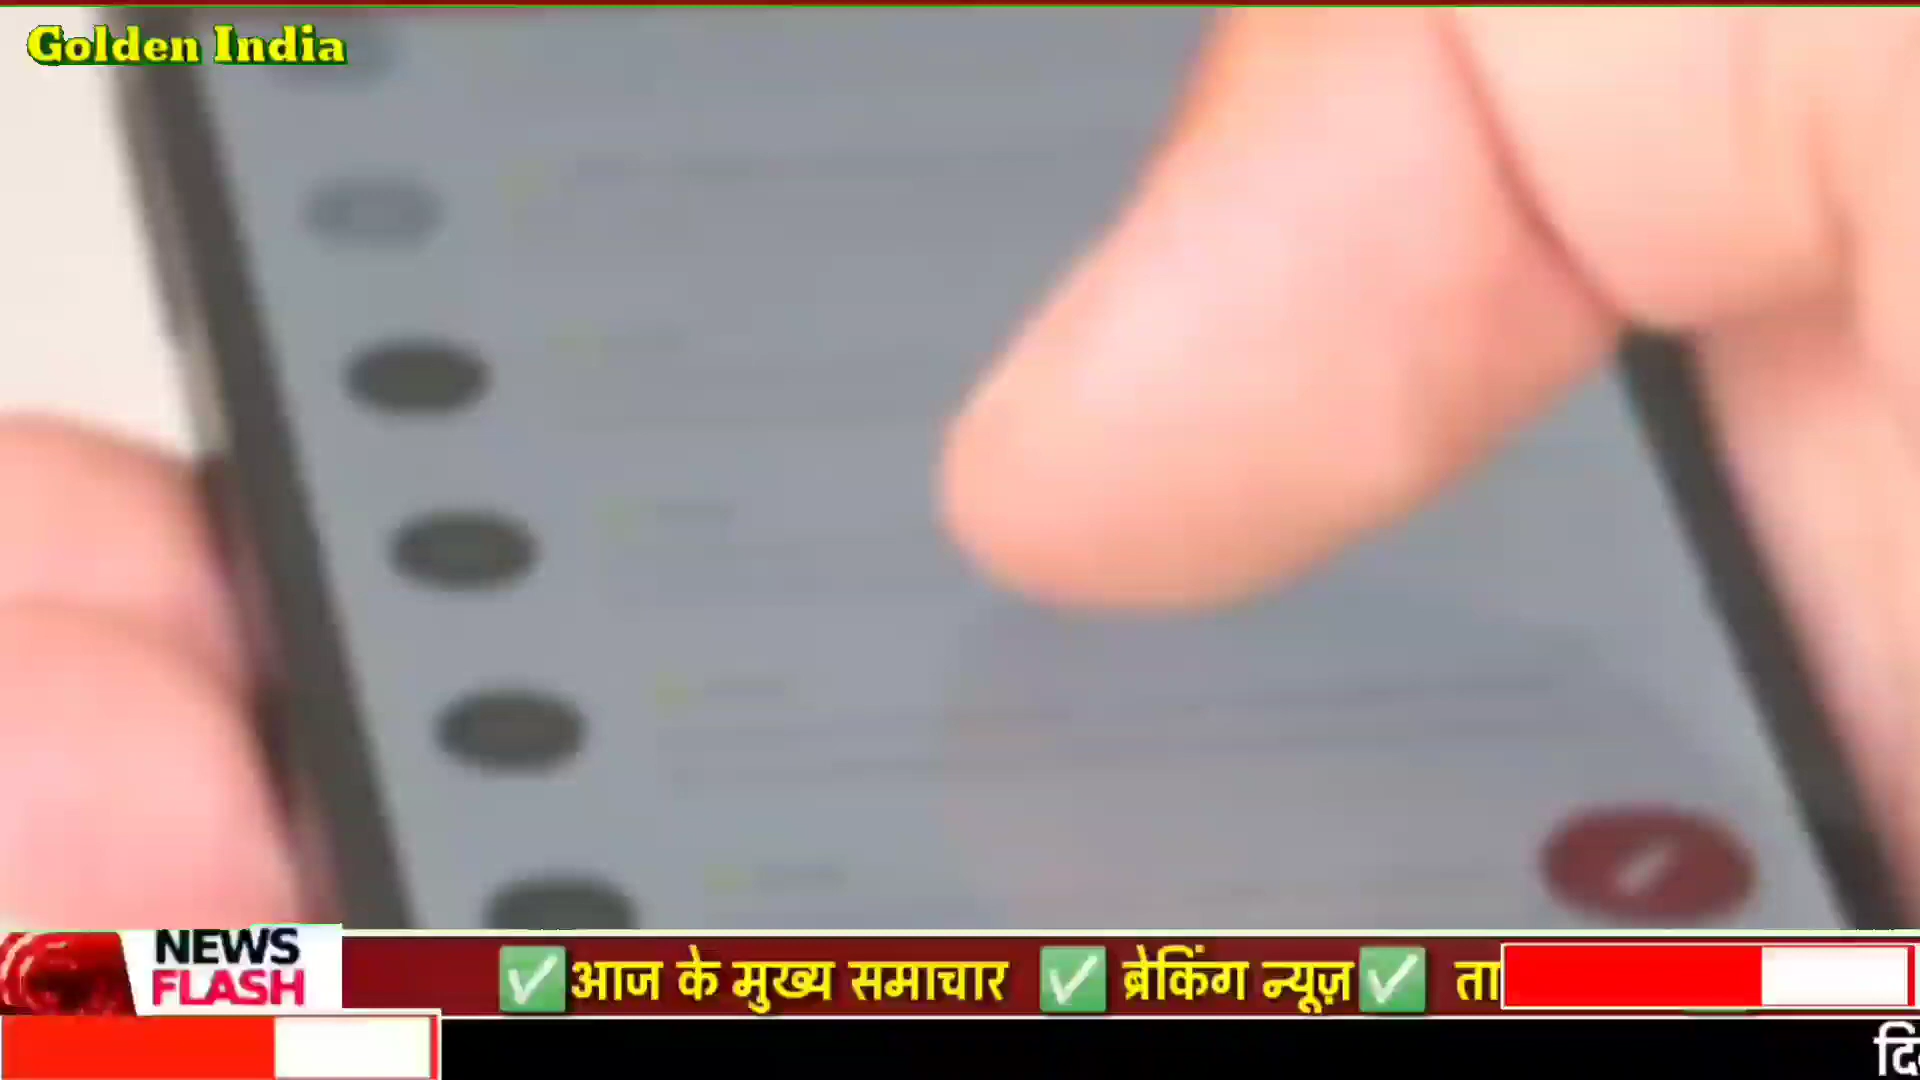 Golden India
NEWS
FLASH
✅आज के मुख्य समाचार ✅ ब्रेकिंग न्यूज़✅